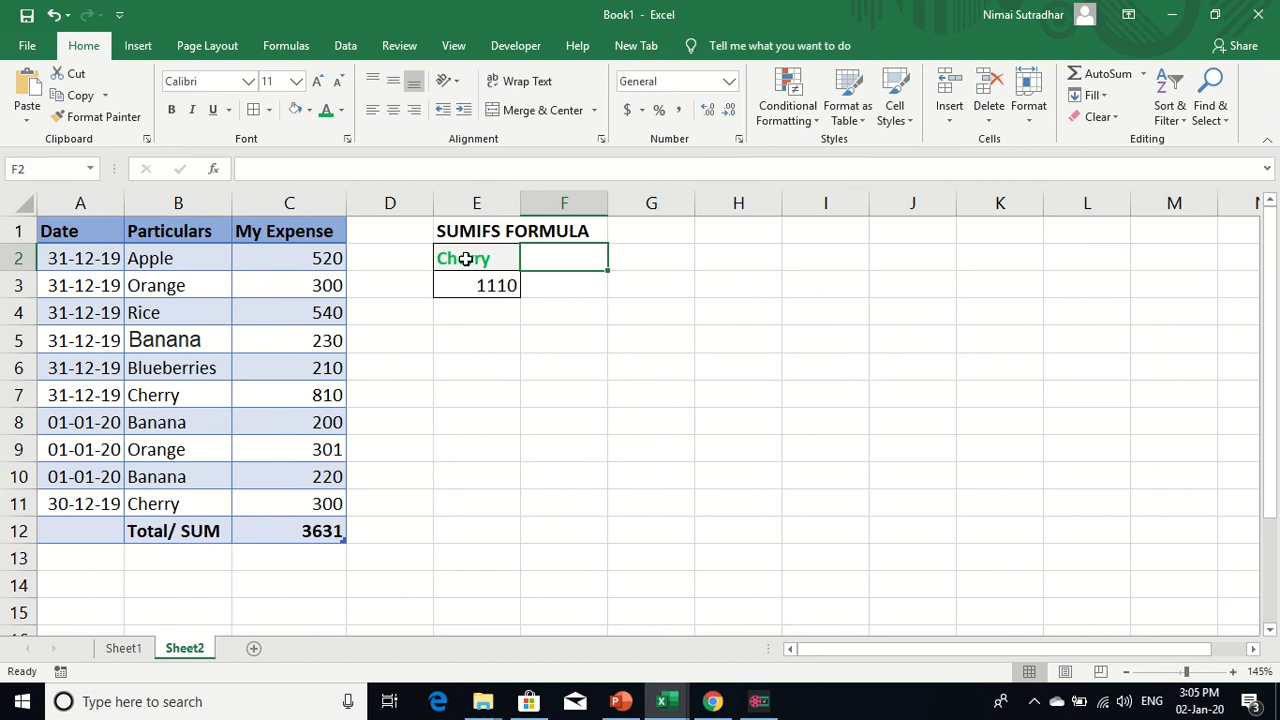 Book1 - Excel
Nimai Sutradhar
File Home Insert Page Layout Formulas Data Review View Developer Help New Tab Tell me what you want to do Share
Paste
Cut
Copy
Format Painter
Clipboard
Calibri 11
B I U
Font
Wrap Text
Merge & Center
Alignment
General
$ % ,
Number
Conditional Formatting
Format as Table
Cell Styles
Styles
Insert
Delete
Format
Cells
AutoSum
Fill
Clear
Sort & Filter
Find & Select
Editing
F2 fx
A B C D E F G H I J K L M
1 Date Particulars My Expense SUMIFS FORMULA
2 31-12-19 Apple 520 Cherry
3 31-12-19 Orange 300 1110
4 31-12-19 Rice 540
5 31-12-19 Banana 230
6 31-12-19 Blueberries 210
7 31-12-19 Cherry 810
8 01-01-20 Banana 200
9 01-01-20 Orange 301
10 01-01-20 Banana 220
11 30-12-19 Cherry 300
12 Total/ SUM 3631
13
14
15
Sheet1 Sheet2
Ready 145%
Type here to search
ENG
3:05 PM
02-Jan-20
3